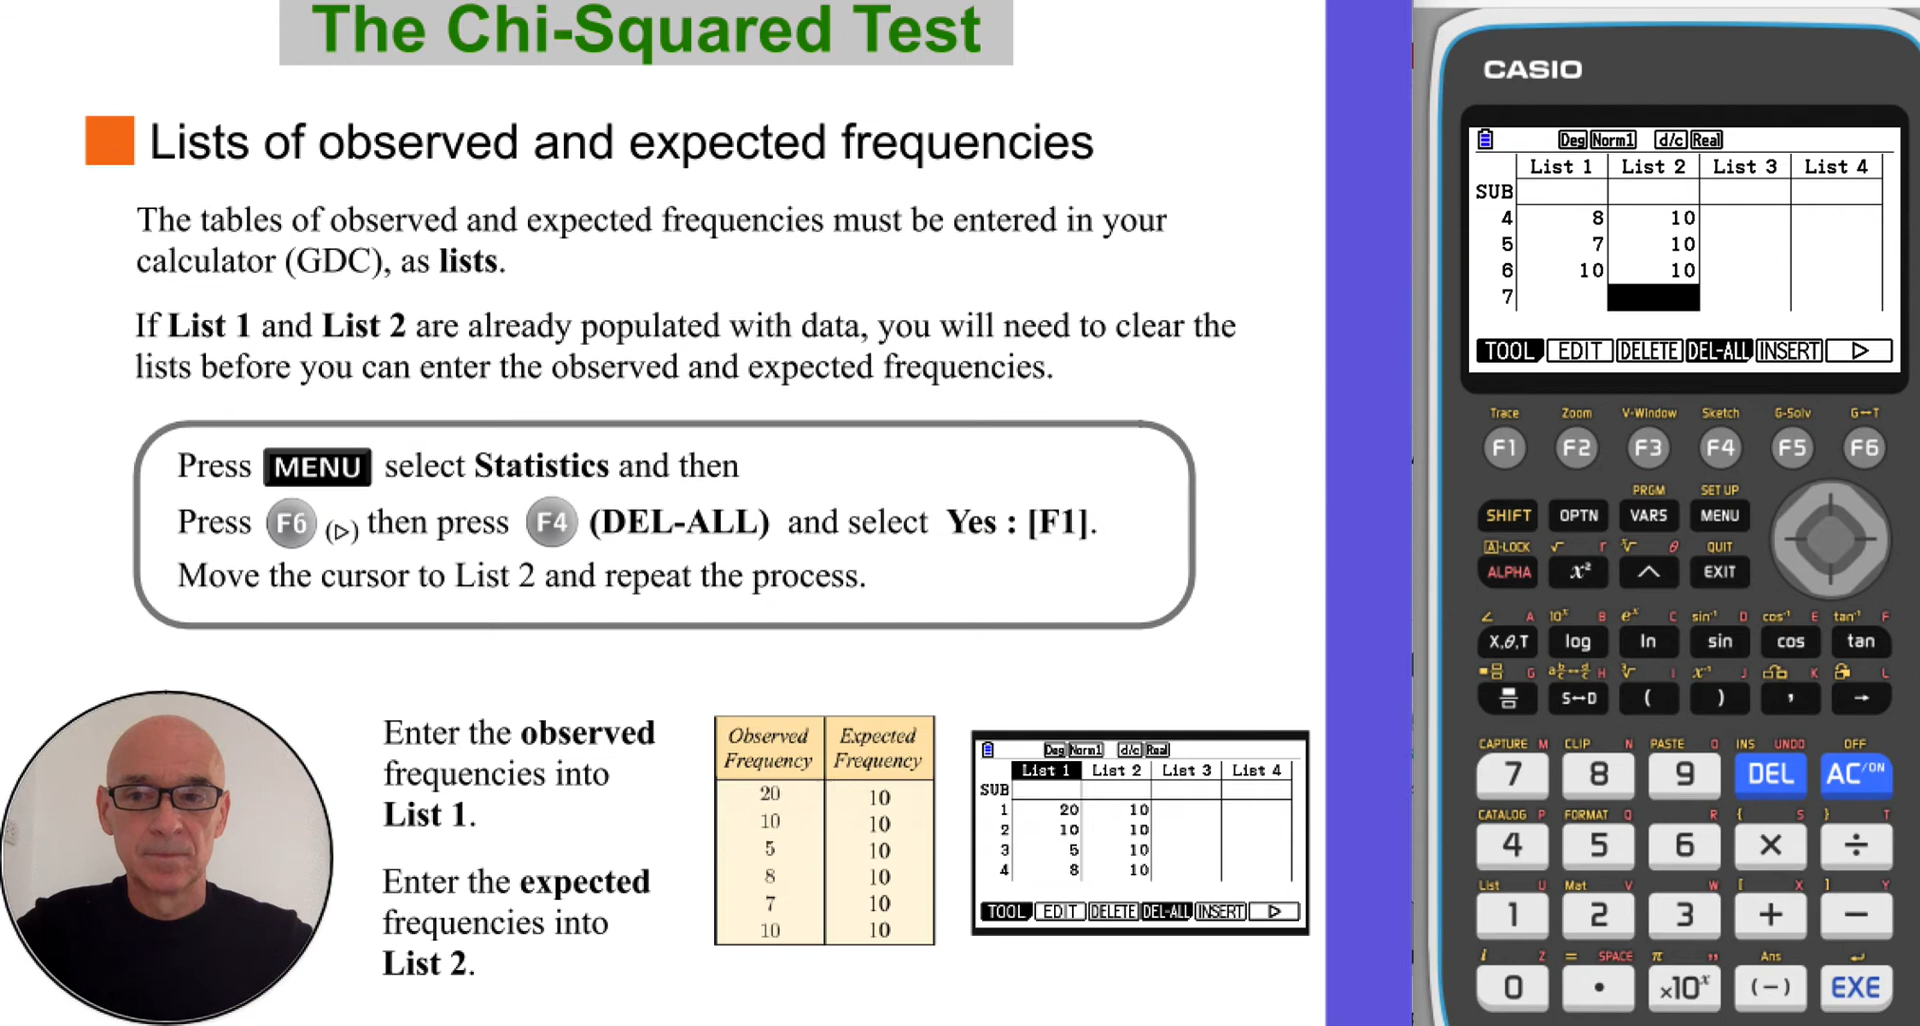 The Chi-Squared Test
Lists of observed and expected frequencies
The tables of observed and expected frequencies must be entered in your
calculator (GDC), as lists.
If List 1 and List 2 are already populated with data, you will need to clear the
lists before you can enter the observed and expected frequencies.
Press MENU select Statistics and then
Press F6 (▷) then press F4 (DEL-ALL) and select Yes : [F1].
Move the cursor to List 2 and repeat the process.
Enter the observed
frequencies into
List 1.
Enter the expected
frequencies into
List 2.
Observed Expected
Frequency Frequency
20 10
10 10
5 10
8 10
7 10
10 10
Deg Norm1 d/c Real
List 1 List 2 List 3 List 4
SUB
1 20 10
2 10 10
3 5 10
4 8 10
TOOL EDIT DELETE DEL-ALL INSERT ▷
CASIO
Deg Norm1 d/c Real
List 1 List 2 List 3 List 4
SUB
4 8 10
5 7 10
6 10 10
7
TOOL EDIT DELETE DEL-ALL INSERT ▷
Trace Zoom V-Window Sketch G-Solv G↔T
F1 F2 F3 F4 F5 F6
PRGM SET UP
SHIFT OPTN VARS MENU
A-LOCK √ r ˣ√ θ QUIT
ALPHA x² ^ EXIT
∠ A 10ˣ B eˣ C sin⁻¹ D cos⁻¹ E tan⁻¹ F
X,θ,T log ln sin cos tan
G H ³√ I x⁻¹ J K L
S↔D ( ) , →
CAPTURE M CLIP N PASTE O INS UNDO OFF
7 8 9 DEL AC/ON
CATALOG P FORMAT Q R { S } T
4 5 6 × ÷
List U Mat V W [ X ] Y
1 2 3 + −
i Z = SPACE π " Ans ↵
0 • ×10ˣ (−) EXE